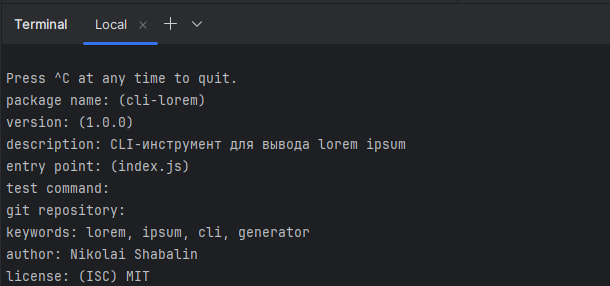 Terminal Local
Press ^C at any time to quit.
package name: (cli-lorem)
version: (1.0.0)
description: CLI-инструмент для вывода lorem ipsum
entry point: (index.js)
test command:
git repository:
keywords: lorem, ipsum, cli, generator
author: Nikolai Shabalin
license: (ISC) MIT